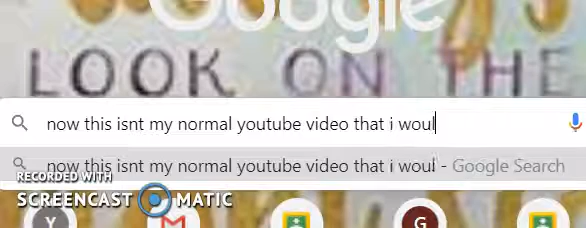 Google
LOOK ON THE
now this isnt my normal youtube video that i woul
now this isnt my normal youtube video that i woul - Google Search
RECORDED WITH
SCREENCAST MATIC
Y
G